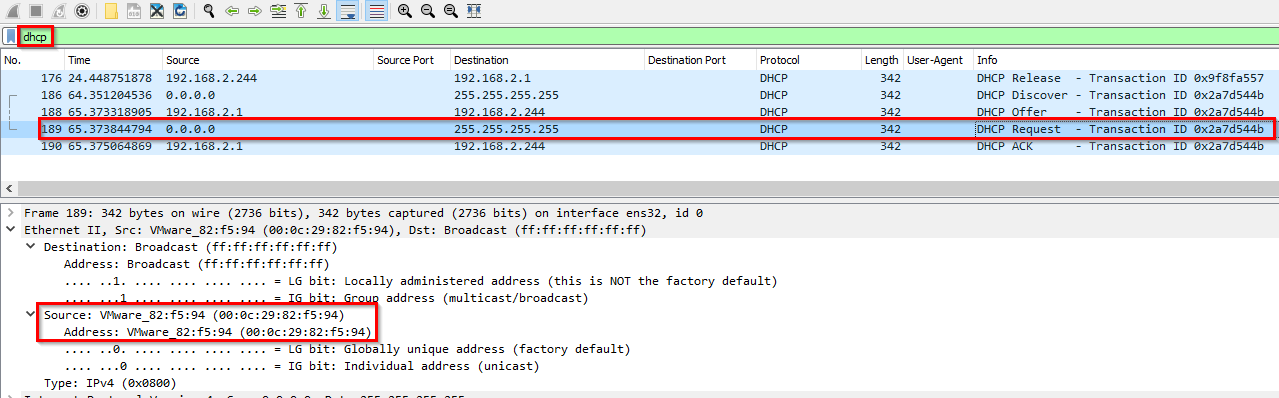 dhcp
No. Time Source Source Port Destination Destination Port Protocol Length User-Agent Info
176 24.448751878 192.168.2.244 192.168.2.1 DHCP 342 DHCP Release - Transaction ID 0x9f8fa557
186 64.351204536 0.0.0.0 255.255.255.255 DHCP 342 DHCP Discover - Transaction ID 0x2a7d544b
188 65.373318905 192.168.2.1 192.168.2.244 DHCP 342 DHCP Offer - Transaction ID 0x2a7d544b
189 65.373844794 0.0.0.0 255.255.255.255 DHCP 342 DHCP Request - Transaction ID 0x2a7d544b
190 65.375064869 192.168.2.1 192.168.2.244 DHCP 342 DHCP ACK - Transaction ID 0x2a7d544b
Frame 189: 342 bytes on wire (2736 bits), 342 bytes captured (2736 bits) on interface ens32, id 0
Ethernet II, Src: VMware_82:f5:94 (00:0c:29:82:f5:94), Dst: Broadcast (ff:ff:ff:ff:ff:ff)
Destination: Broadcast (ff:ff:ff:ff:ff:ff)
Address: Broadcast (ff:ff:ff:ff:ff:ff)
.... ..1. .... .... .... .... = LG bit: Locally administered address (this is NOT the factory default)
.... ...1 .... .... .... .... = IG bit: Group address (multicast/broadcast)
Source: VMware_82:f5:94 (00:0c:29:82:f5:94)
Address: VMware_82:f5:94 (00:0c:29:82:f5:94)
.... ..0. .... .... .... .... = LG bit: Globally unique address (factory default)
.... ...0 .... .... .... .... = IG bit: Individual address (unicast)
Type: IPv4 (0x0800)